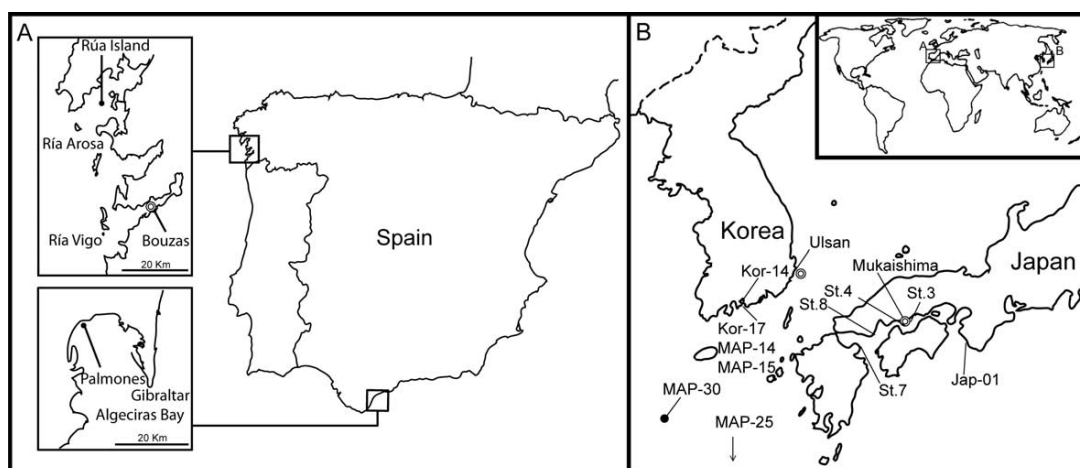 A
Rúa Island
Ría Arosa
Ría Vigo
Bouzas
20 Km
Palmones
Gibraltar
Algeciras Bay
20 Km
Spain
B
A
B
Korea
Ulsan
Kor-14
Mukaishima
Japan
St.4
St.3
St.8
Kor-17
MAP-14
MAP-15
St.7
Jap-01
MAP-30
MAP-25